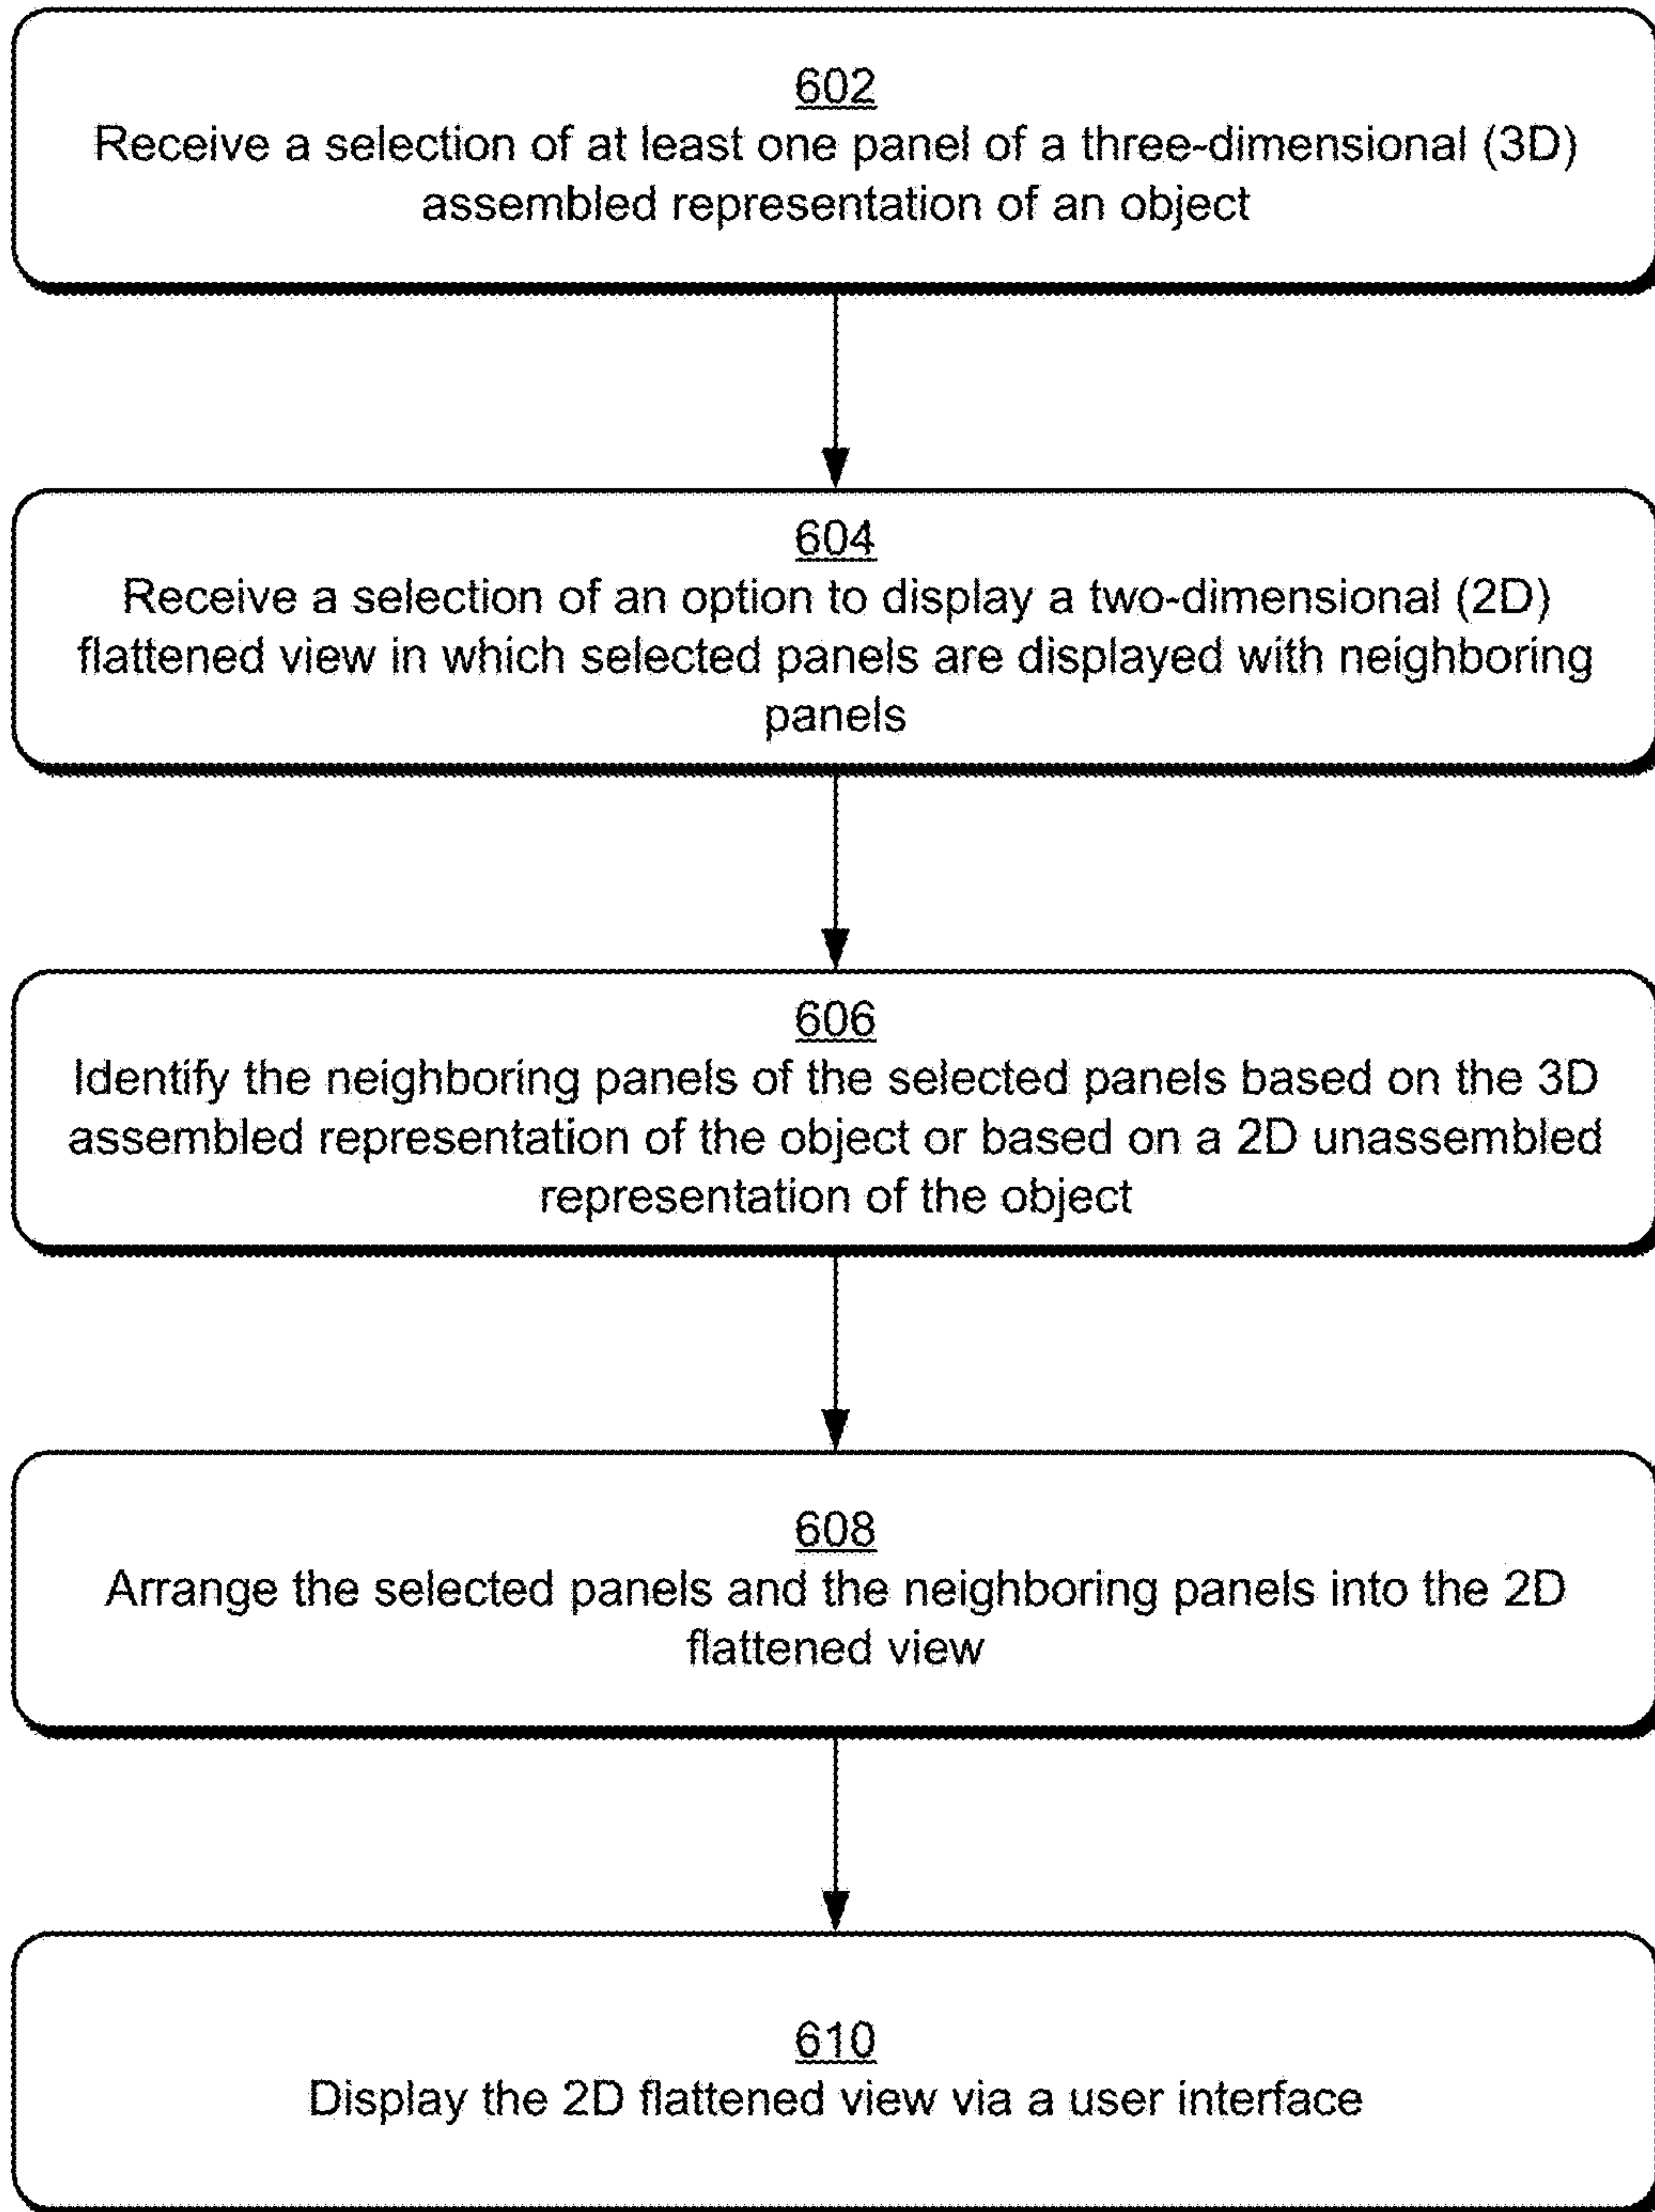 602
Receive a selection of at least one panel of a three-dimensional (3D)
assembled representation of an object
604
Receive a selection of an option to display a two-dimensional (2D)
flattened view in which selected panels are displayed with neighboring
panels
606
Identify the neighboring panels of the selected panels based on the 3D
assembled representation of the object or based on a 2D unassembled
representation of the object
608
Arrange the selected panels and the neighboring panels into the 2D
flattened view
610
Display the 2D flattened view via a user interface